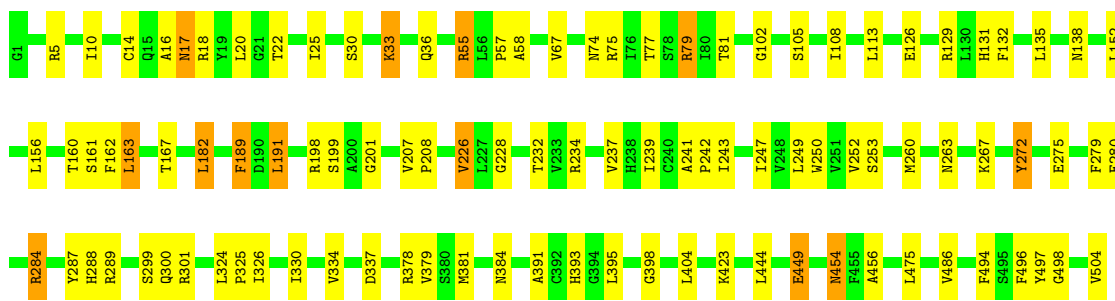 G1 R5 I10 C14 Q15 A16 N17 R18 Y19 L20 G21 T22 I25 S30 K33 Q36 R55 L56 P57 A58 V67 N74 R75 I76 T77 S78 R79 I80 T81 G102 S105 I108 L113 E126 R129 L130 H131 F132 L135 N138 L152
L156 T160 S161 F162 L163 T167 L182 F189 D190 L191 R198 S199 A200 G201 V207 P208 V226 L227 G228 T232 V233 R234 V237 H238 I239 C240 A241 P242 I243 I247 V248 L249 W250 V251 V252 S253 M260 N263 K267 Y272 E275 F279
R284 Y287 H288 R289 S299 Q300 R301 L324 P325 I326 I330 V334 D337 R378 V379 S380 M381 N384 A391 C392 H393 G394 L395 G398 L404 K423 L444 E449 N454 F455 A456 L475 V486 F494 S495 F496 Y497 G498 V504